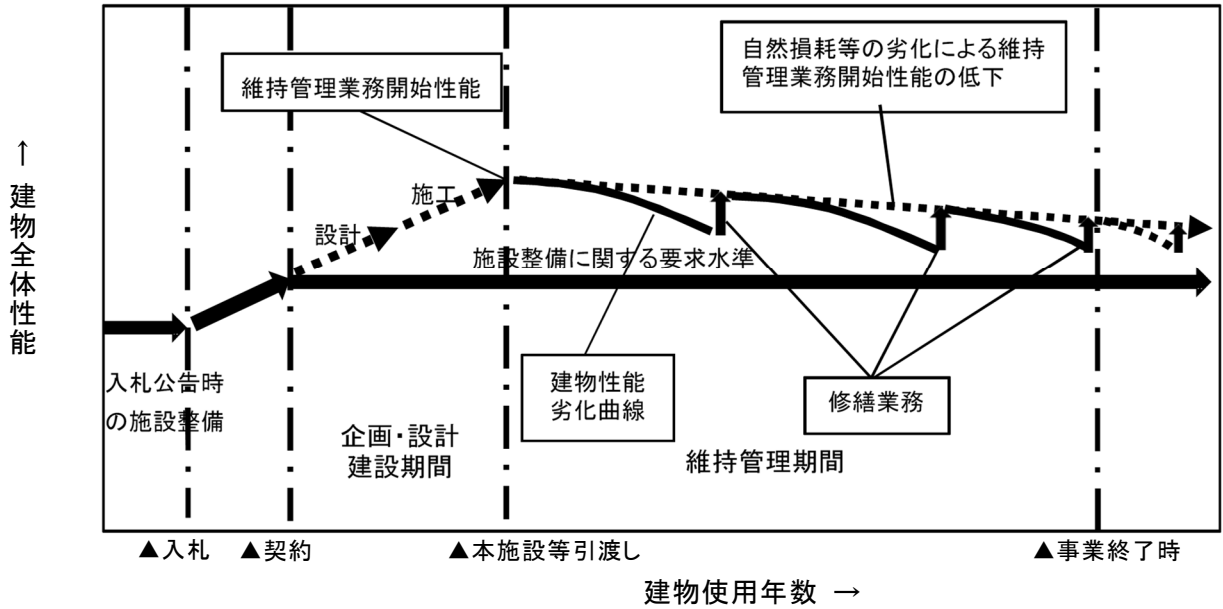 自然損耗等の劣化による維持
管理業務開始性能の低下
維持管理業務開始性能
↑ 建物全体性能
施工
設計
施設整備に関する要求水準
入札公告時
の施設整備
建物性能
劣化曲線
修繕業務
企画・設計
建設期間
維持管理期間
▲入札
▲契約
▲本施設等引渡し
▲事業終了時
建物使用年数 →